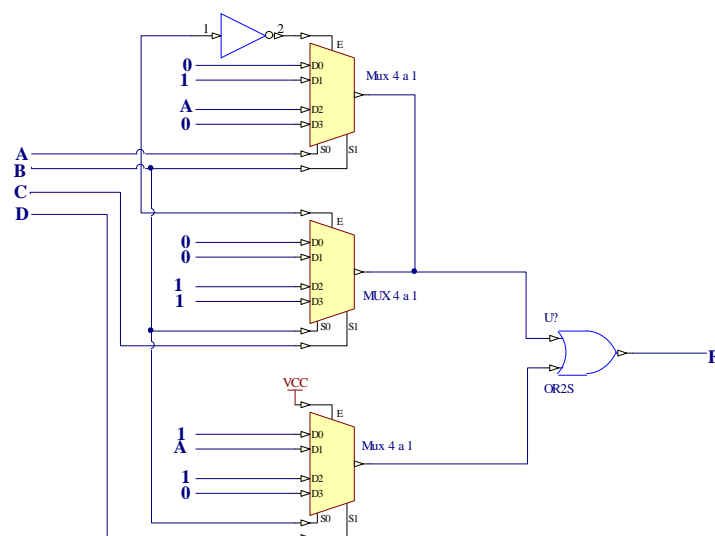 1 2 E
0 D0 Mux 4 a 1
1 D1
A D2
0 D3
A S0 S1
B
C
D
E
0 D0
0 D1
1 D2
1 D3 MUX 4 a 1
S0 S1
U?
OR2S
VCC
E
1 D0 Mux 4 a 1
A D1
1 D2
0 D3
S0 S1